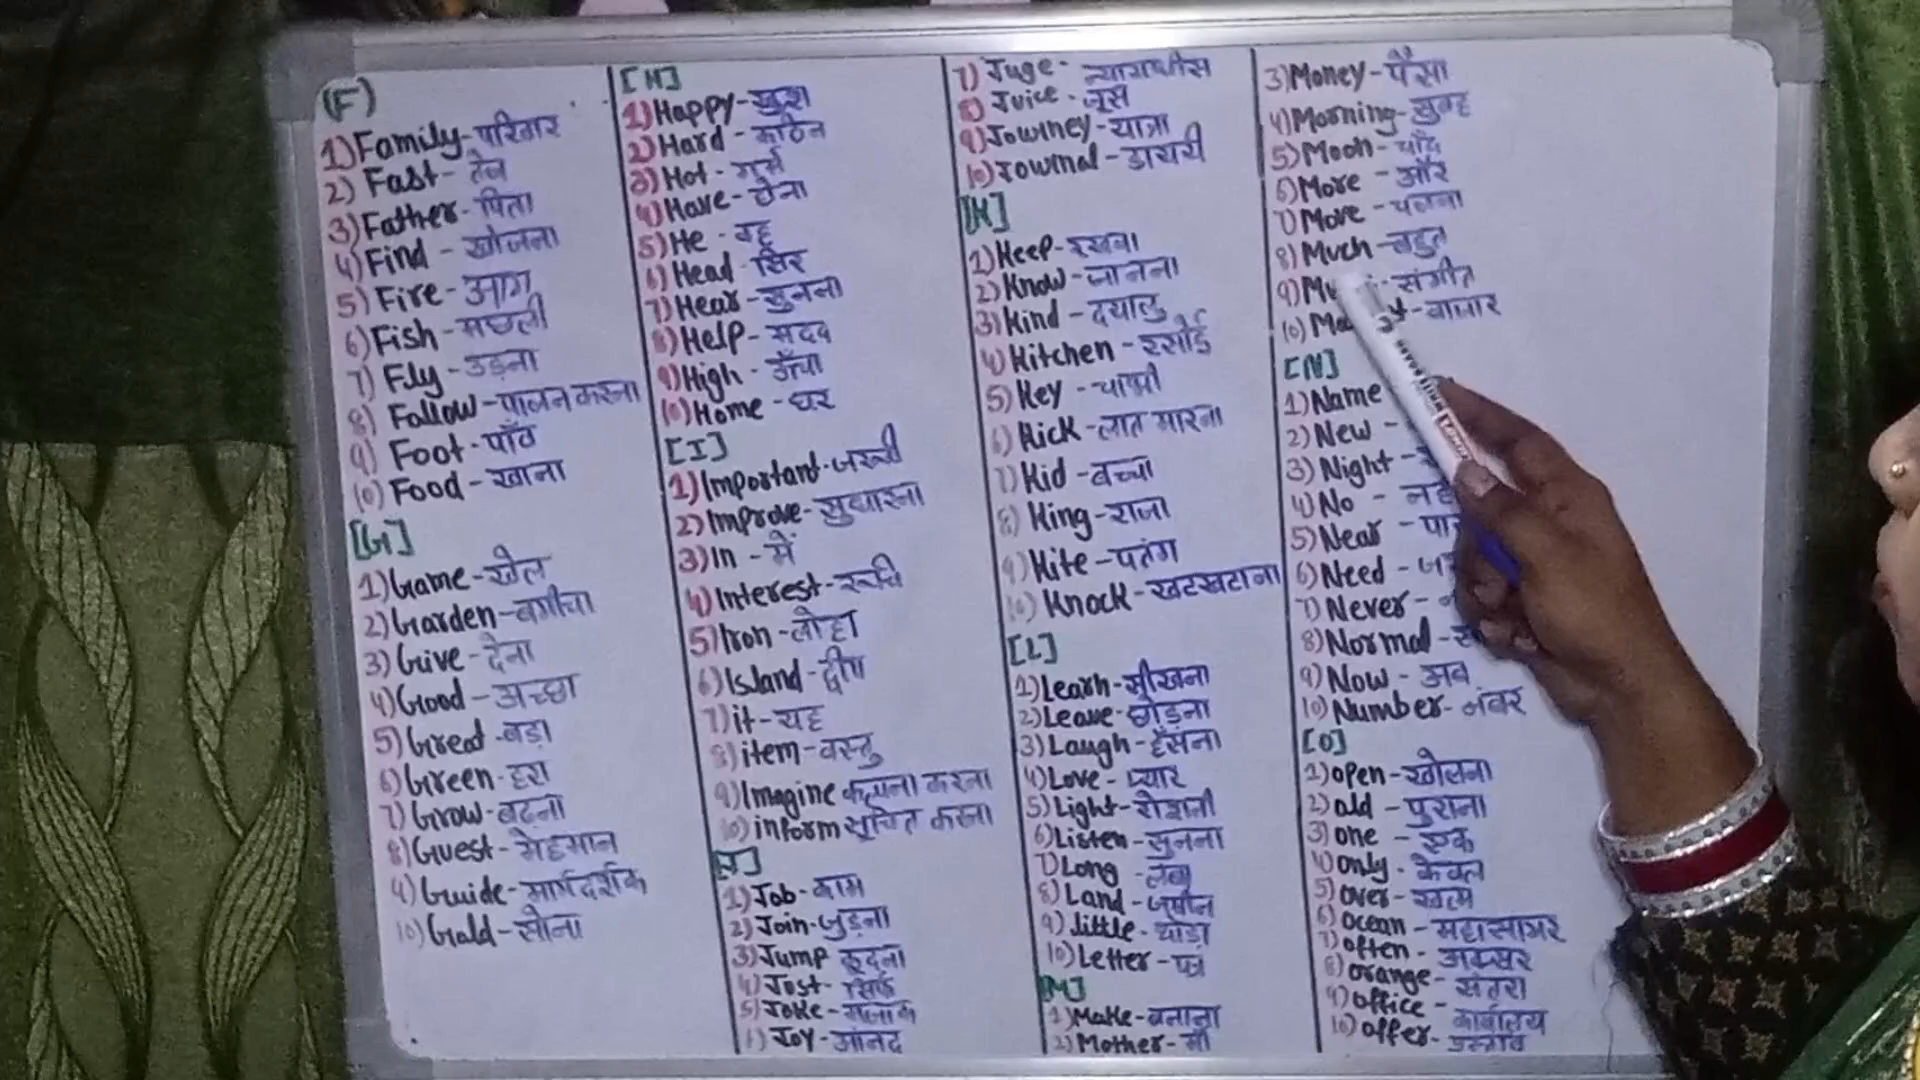 (F)
1) Family - परिवार
2) Fast - तेज
3) Father - पिता
4) Find - खोजना
5) Fire - आग
6) Fish - मछली
7) Fly - उड़ना
8) Follow - पालन करना
9) Foot - पाँव
10) Food - खाना
[G]
1) Game - खेल
2) Garden - बगीचा
3) Give - देना
4) Good - अच्छा
5) Great - बड़ा
6) Green - हरा
7) Grow - बढ़ना
8) Guest - मेहमान
9) Guide - मार्गदर्शक
10) Gold - सोना
[H]
1) Happy - खुश
2) Hard - कठिन
3) Hot - गर्म
4) Have -
5) He - वह
6) Head - सिर
7) Hear - सुनना
8) Help - मदद
9) High - ऊँचा
10) Home - घर
[I]
1) Important - जरूरी
2) Improve - सुधारना
3) In - में
4) Interest - रूचि
5) Iron - लोहा
6) Island - द्वीप
7) it - यह
8) item - वस्तु
9) Imagine कल्पना करना
10) inform सूचित करना
[J]
1) Job - काम
2) Join - जुड़ना
3) Jump कूदना
4) Jost - सिर्फ
5) Joke - मजाक
6) Joy - आनंद
7) Juge - न्यायाधीस
8) Juice - जूस
9) Jowrney - यात्रा
10) Jowrnal - डायरी
[K]
1) Keep - रखना
2) Know - जानना
3) Kind - दयालु
4) Kitchen - रसोई
5) Key - चाभी
6) Kick - लात मारना
7) Kid - बच्चा
8) King - राजा
9) Kite - पतंग
10) Knock - खटखटाना
[L]
1) Learn - सीखना
2) Leave - छोड़ना
3) Laugh - हँसना
4) Love - प्यार
5) Light - रोशनी
6) Listen - सुनना
7) Long - लंबा
8) Land - जमीन
9) little - थोड़ा
10) Letter - पत्र
[M]
1) Make - बनाना
2) Mother - माँ
3) Money - पैसा
4) Morning - सुबह
5) Moon - चाँद
6) More - और
7) Move - चलना
8) Much - बहुत
9) - संगीत
10) - बाजार
[N]
1) Name
2) New -
3) Night -
4) No -
5) Near -
6) Need -
7) Never -
8) Normal -
9) Now - अब
10) Number - नंबर
[O]
1) open - खोलना
2) old - पुराना
3) one - एक
4) only - केवल
5) over - खत्म
6) ocean - महासागर
7) often - अक्सर
8) orange - संतरा
9) office - कार्यालय
10) offer - प्रस्ताव